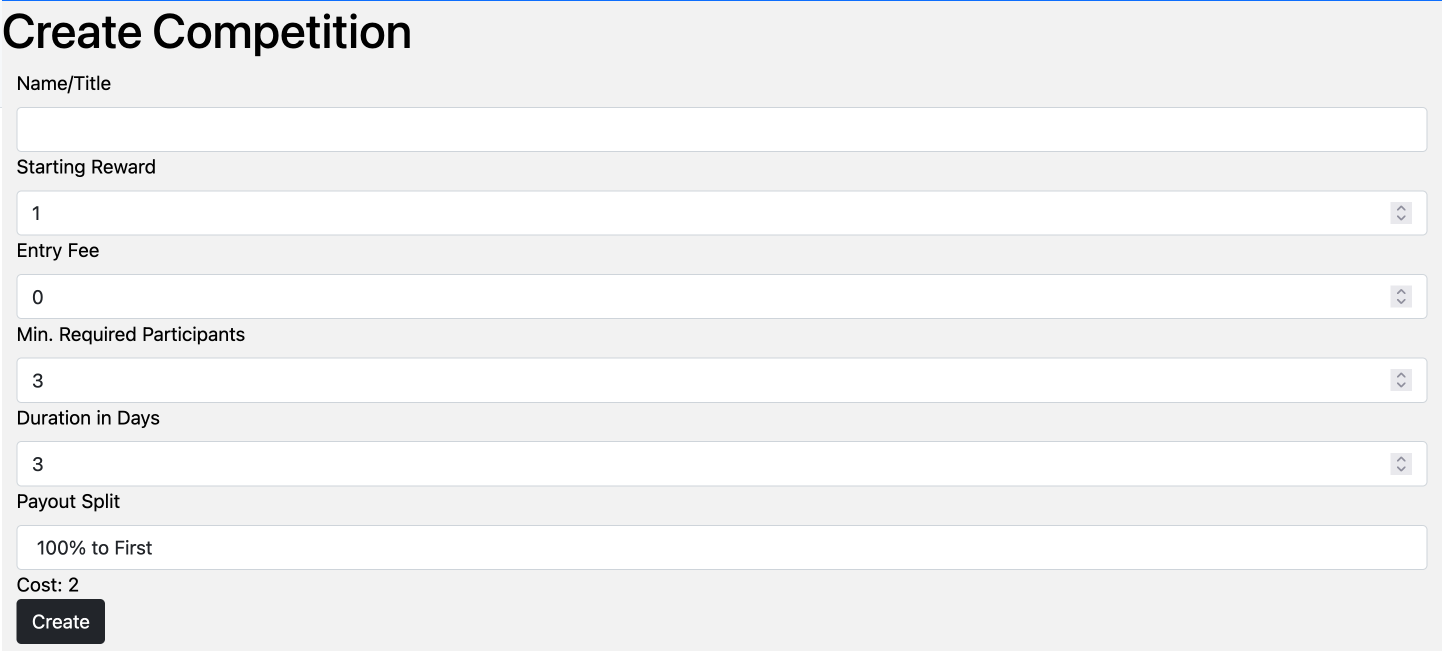 Create Competition
Name/Title
Starting Reward
1
Entry Fee
0
Min. Required Participants
3
Duration in Days
3
Payout Split
100% to First
Cost: 2
Create